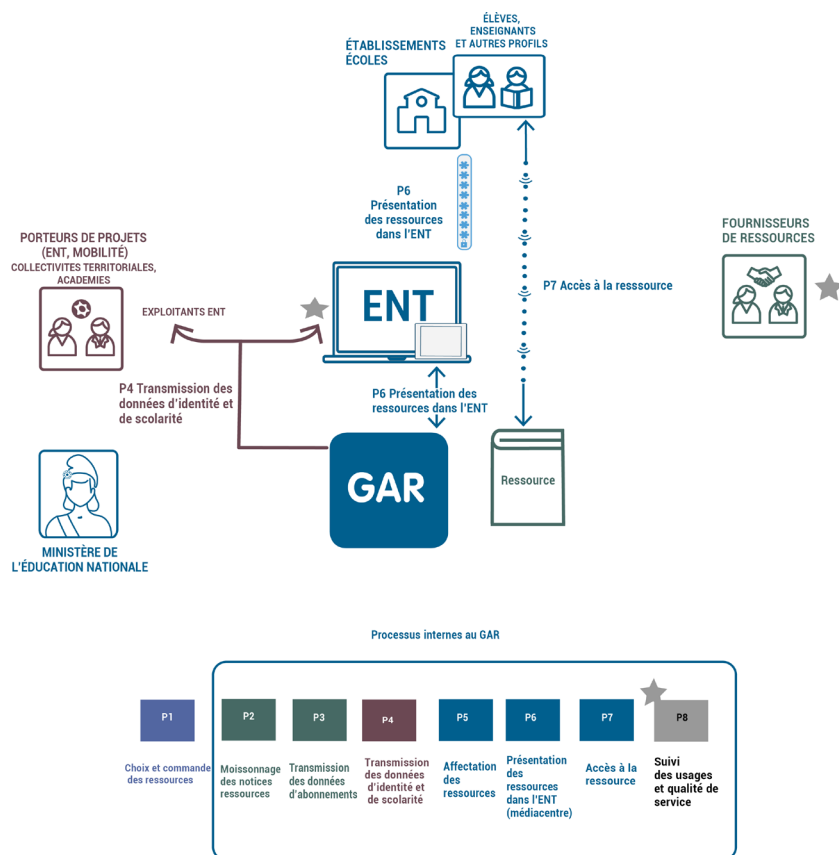 ÉLÈVES,
ENSEIGNANTS
ET AUTRES PROFILS
ÉTABLISSEMENTS
ÉCOLES
P6
Présentation
des ressources
dans l'ENT
PORTEURS DE PROJETS
(ENT, MOBILITÉ)
COLLECTIVITES TERRITORIALES,
ACADEMIES
EXPLOITANTS ENT
ENT
P7 Accès à la resssource
FOURNISSEURS
DE RESSOURCES
P4 Transmission des
données d'identité et
de scolarité
P6 Présentation des
ressources dans l'ENT
GAR
Ressource
MINISTÈRE DE
L'ÉDUCATION NATIONALE
Processus internes au GAR
P1
Choix et commande
des ressources
P2
Moissonnage
des notices
ressources
P3
Transmission
des données
d'abonnements
P4
Transmission
des données
d'identité et
de scolarité
P5
Affectation
des
ressources
P6
Présentation
des
ressources
dans l'ENT
(médiacentre)
P7
Accès à la
ressource
P8
Suivi
des usages
et qualité de
service